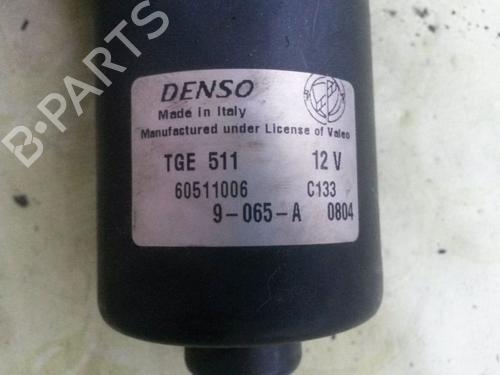 B-PARTS
DENSO
Made in Italy
Manufactured under License of Valeo
TGE 511 12 V
60511006 C133
9-065-A 0804